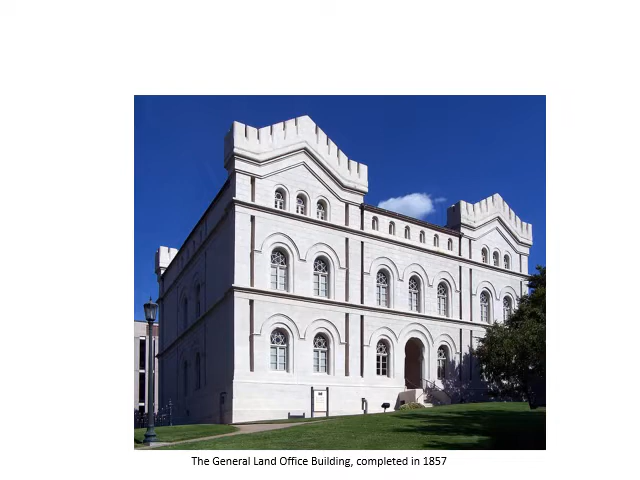 The General Land Office Building, completed in 1857